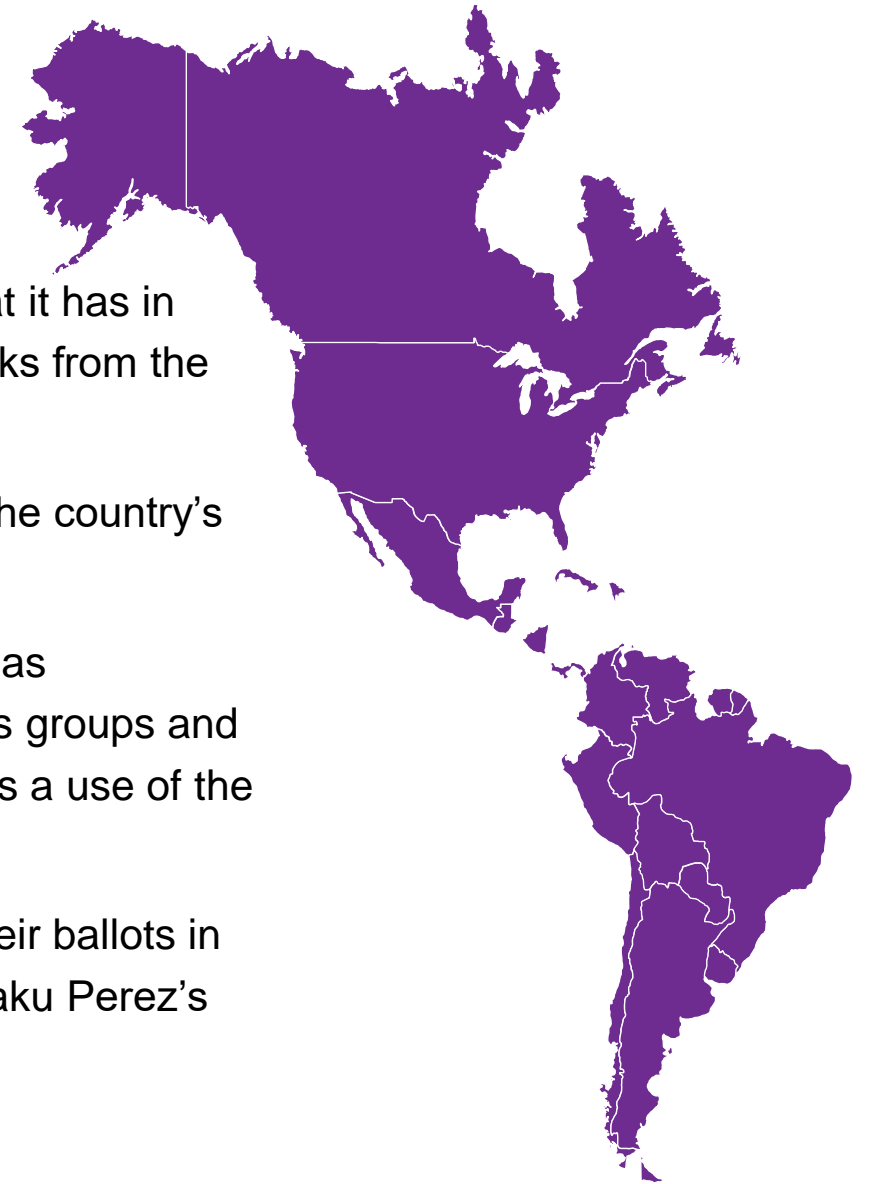 at it has in
ks from the
he country’s
as
s groups and
s a use of the
eir ballots in
aku Perez’s